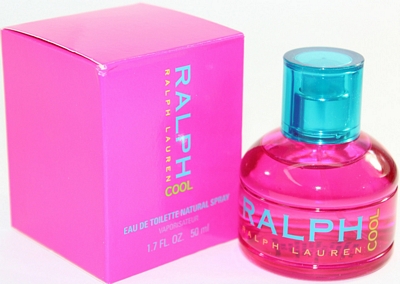 RALPH
RALPH LAUREN
COOL
EAU DE TOILETTE NATURAL SPRAY
VAPORISATEUR
1.7 FL. OZ. 50 ml
RALPH
RALPH LAUREN
COOL